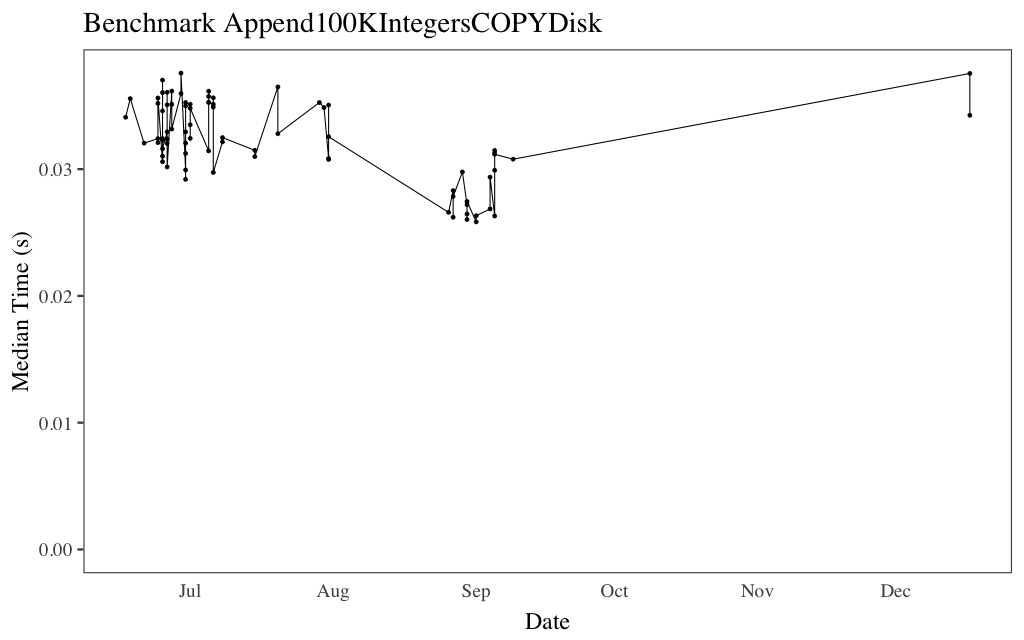 Benchmark Append100KIntegersCOPYDisk
Median Time (s)
0.03
0.02
0.01
0.00
Jul Aug Sep Oct Nov Dec
Date